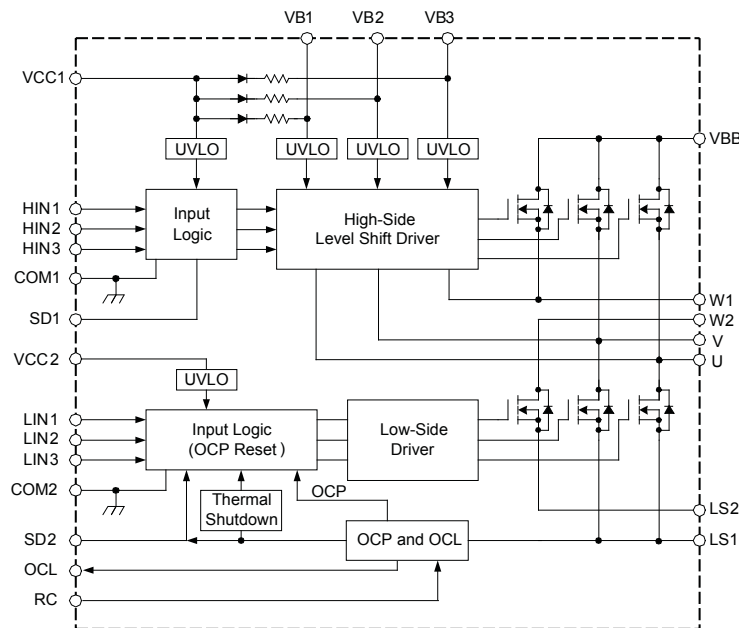 VB1 VB2 VB3
VCC1
UVLO UVLO UVLO UVLO
VBB
HIN1
HIN2
HIN3
Input
Logic
High-Side
Level Shift Driver
COM1
SD1
W1
W2
V
U
VCC2
UVLO
LIN1
LIN2
LIN3
Input Logic
(OCP Reset)
Low-Side
Driver
COM2
OCP
Thermal
Shutdown
LS2
SD2
OCP and OCL
LS1
OCL
RC